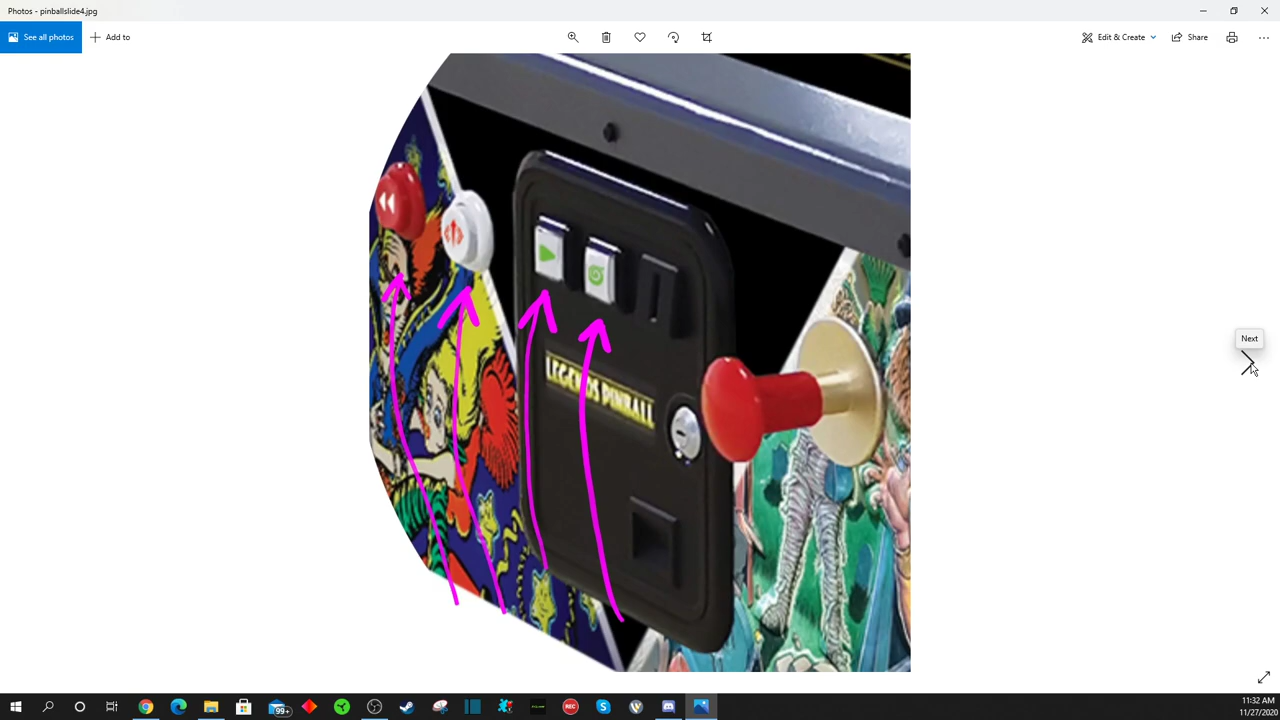 Photos - pinballslide4.jpg
See all photos
Add to
Edit & Create
Share
Next
LEGENDS PINBALL
99+
REC
11:32 AM
11/27/2020